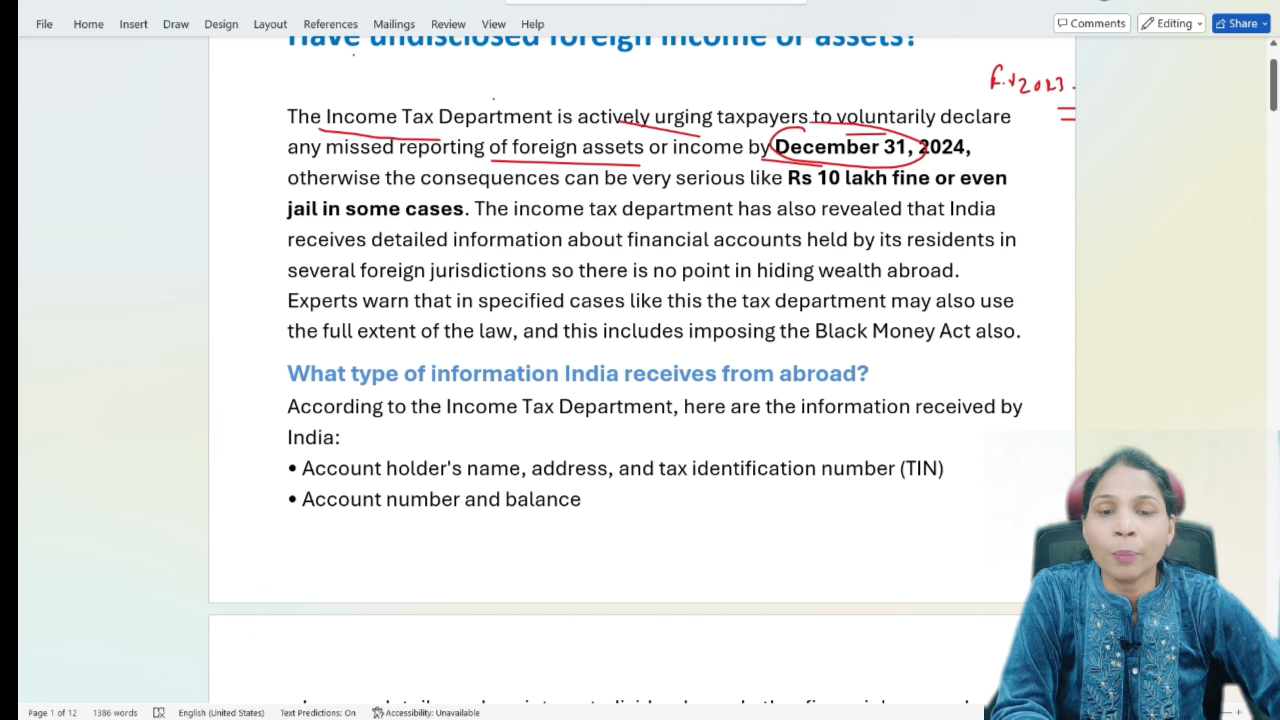 File Home Insert Draw Design Layout References Mailings Review View Help Comments Editing Share
Have undisclosed foreign income or assets?
F.Y 2023
The Income Tax Department is actively urging taxpayers to voluntarily declare
any missed reporting of foreign assets or income by December 31, 2024,
otherwise the consequences can be very serious like Rs 10 lakh fine or even
jail in some cases. The income tax department has also revealed that India
receives detailed information about financial accounts held by its residents in
several foreign jurisdictions so there is no point in hiding wealth abroad.
Experts warn that in specified cases like this the tax department may also use
the full extent of the law, and this includes imposing the Black Money Act also.
What type of information India receives from abroad?
According to the Income Tax Department, here are the information received by
India:
• Account holder's name, address, and tax identification number (TIN)
• Account number and balance
Page 1 of 12 1386 words English (United States) Text Predictions: On Accessibility: Unavailable